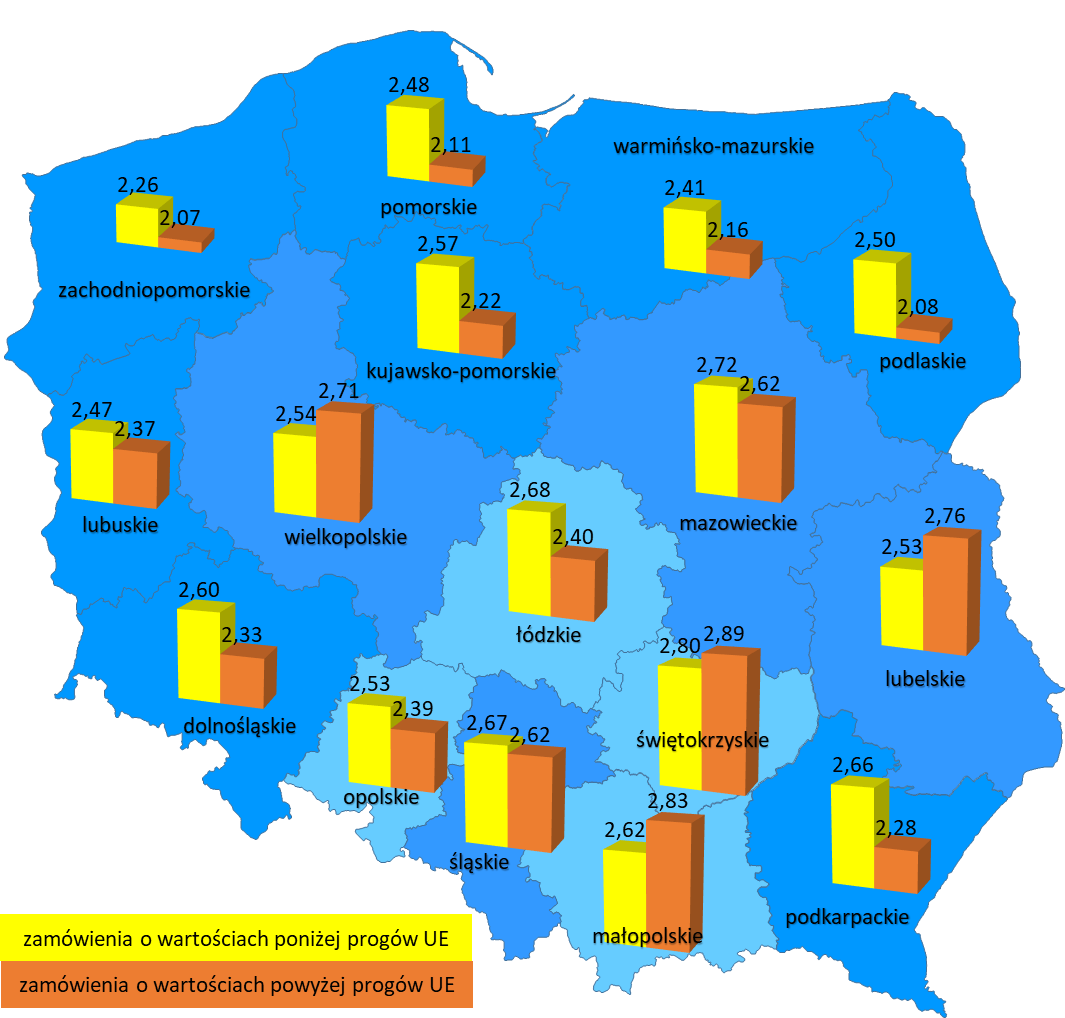 2,48
2,11
pomorskie
warmińsko-mazurskie
2,41
2,16
2,26
2,07
zachodniopomorskie
2,57
2,22
kujawsko-pomorskie
2,50
2,08
podlaskie
2,47
2,37
lubuskie
2,54
2,71
wielkopolskie
2,72
2,62
mazowieckie
2,68
2,40
łódzkie
2,53
2,76
lubelskie
2,60
2,33
dolnośląskie
2,53
2,39
opolskie
2,67
2,62
śląskie
2,80
2,89
świętokrzyskie
2,62
2,83
małopolskie
2,66
2,28
podkarpackie
zamówienia o wartościach poniżej progów UE
zamówienia o wartościach powyżej progów UE